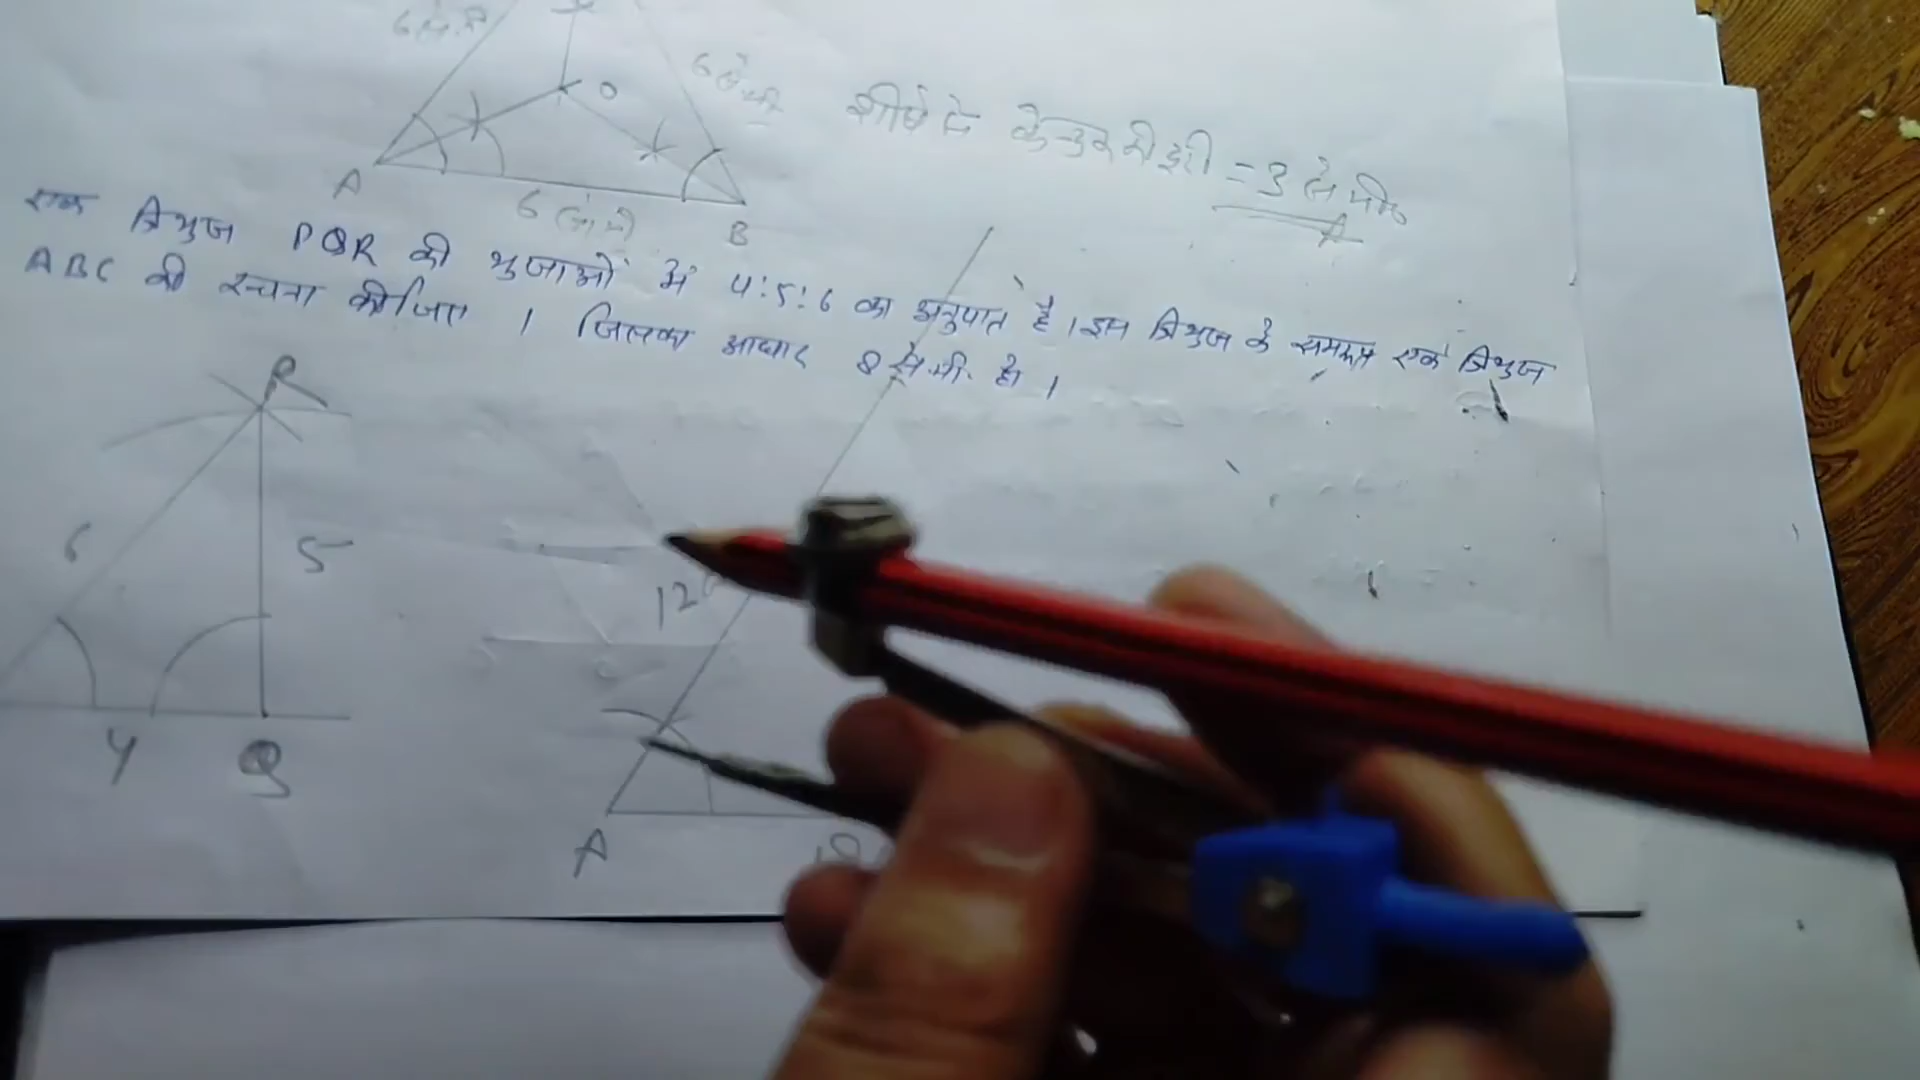 6 से.मी
6 से.मी
O
शीर्ष से केन्द्र की दूरी = 3 से.मी०
A
6 से.मी
B
एक त्रिभुज PQR की भुजाओं में 4:5:6 का अनुपात है। इस त्रिभुज के समरूप एक त्रिभुज
ABC की रचना कीजिए । जिसका आधार 8 से.मी. हो ।
R
6
5
12
4
Q
A